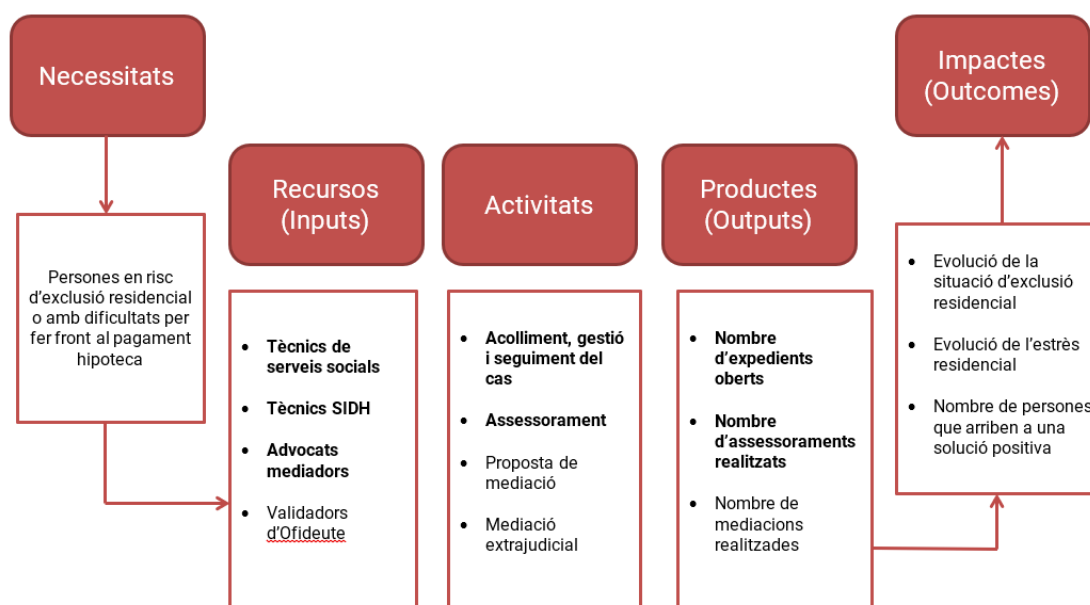 Necessitats
Persones en risc
d'exclusió residencial
o amb dificultats per
fer front al pagament
hipoteca
Recursos
(Inputs)
• Tècnics de
serveis socials
• Tècnics SIDH
• Advocats
mediadors
• Validadors
d'Ofideute
Activitats
• Acolliment, gestió
i seguiment del
cas
• Assessorament
• Proposta de
mediació
• Mediació
extrajudicial
Productes
(Outputs)
• Nombre
d'expedients
oberts
• Nombre
d'assessoraments
realitzats
• Nombre de
mediacions
realitzades
Impactes
(Outcomes)
• Evolució de la
situació d'exclusió
residencial
• Evolució de l'estrès
residencial
• Nombre de persones
que arriben a una
solució positiva